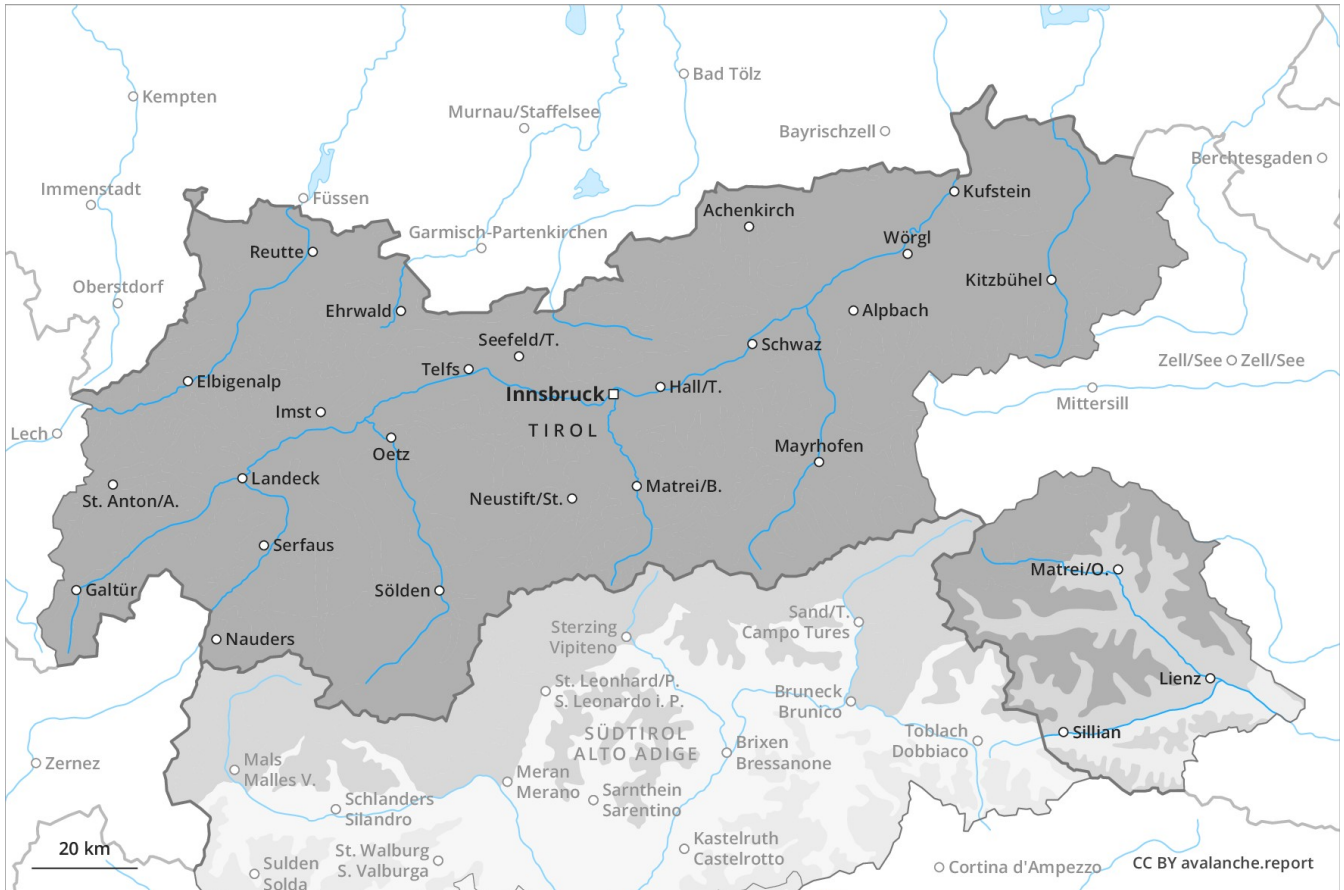 Bad Tölz
Kempten
Murnau/Staffelsee
Bayrischzell
Berchtesgaden
Immenstadt
Füssen
Kufstein
Achenkirch
Garmisch-Partenkirchen
Wörgl
Reutte
Kitzbühel
Oberstdorf
Ehrwald
Alpbach
Seefeld/T.
Schwaz
Telfs
Zell/See
Zell/See
Elbigenalp
Hall/T.
Innsbruck
Mittersill
Imst
Lech
TIROL
Oetz
Mayrhofen
Landeck
St. Anton/A.
Neustift/St.
Matrei/B.
Serfaus
Matrei/O.
Galtür
Sölden
Sand/T.
Campo Tures
Sterzing
Vipiteno
Nauders
Lienz
St. Leonhard/P.
S. Leonardo i. P.
Bruneck
Brunico
Toblach
Dobbiaco
Sillian
SÜDTIROL
ALTO ADIGE
Brixen
Bressanone
Zernez
Mals
Malles V.
Meran
Merano
Sarnthein
Sarentino
Schlanders
Silandro
Kastelruth
Castelrotto
20 km
St. Walburg
S. Valburga
Sulden
Solda
Cortina d'Ampezzo
CC BY avalanche.report